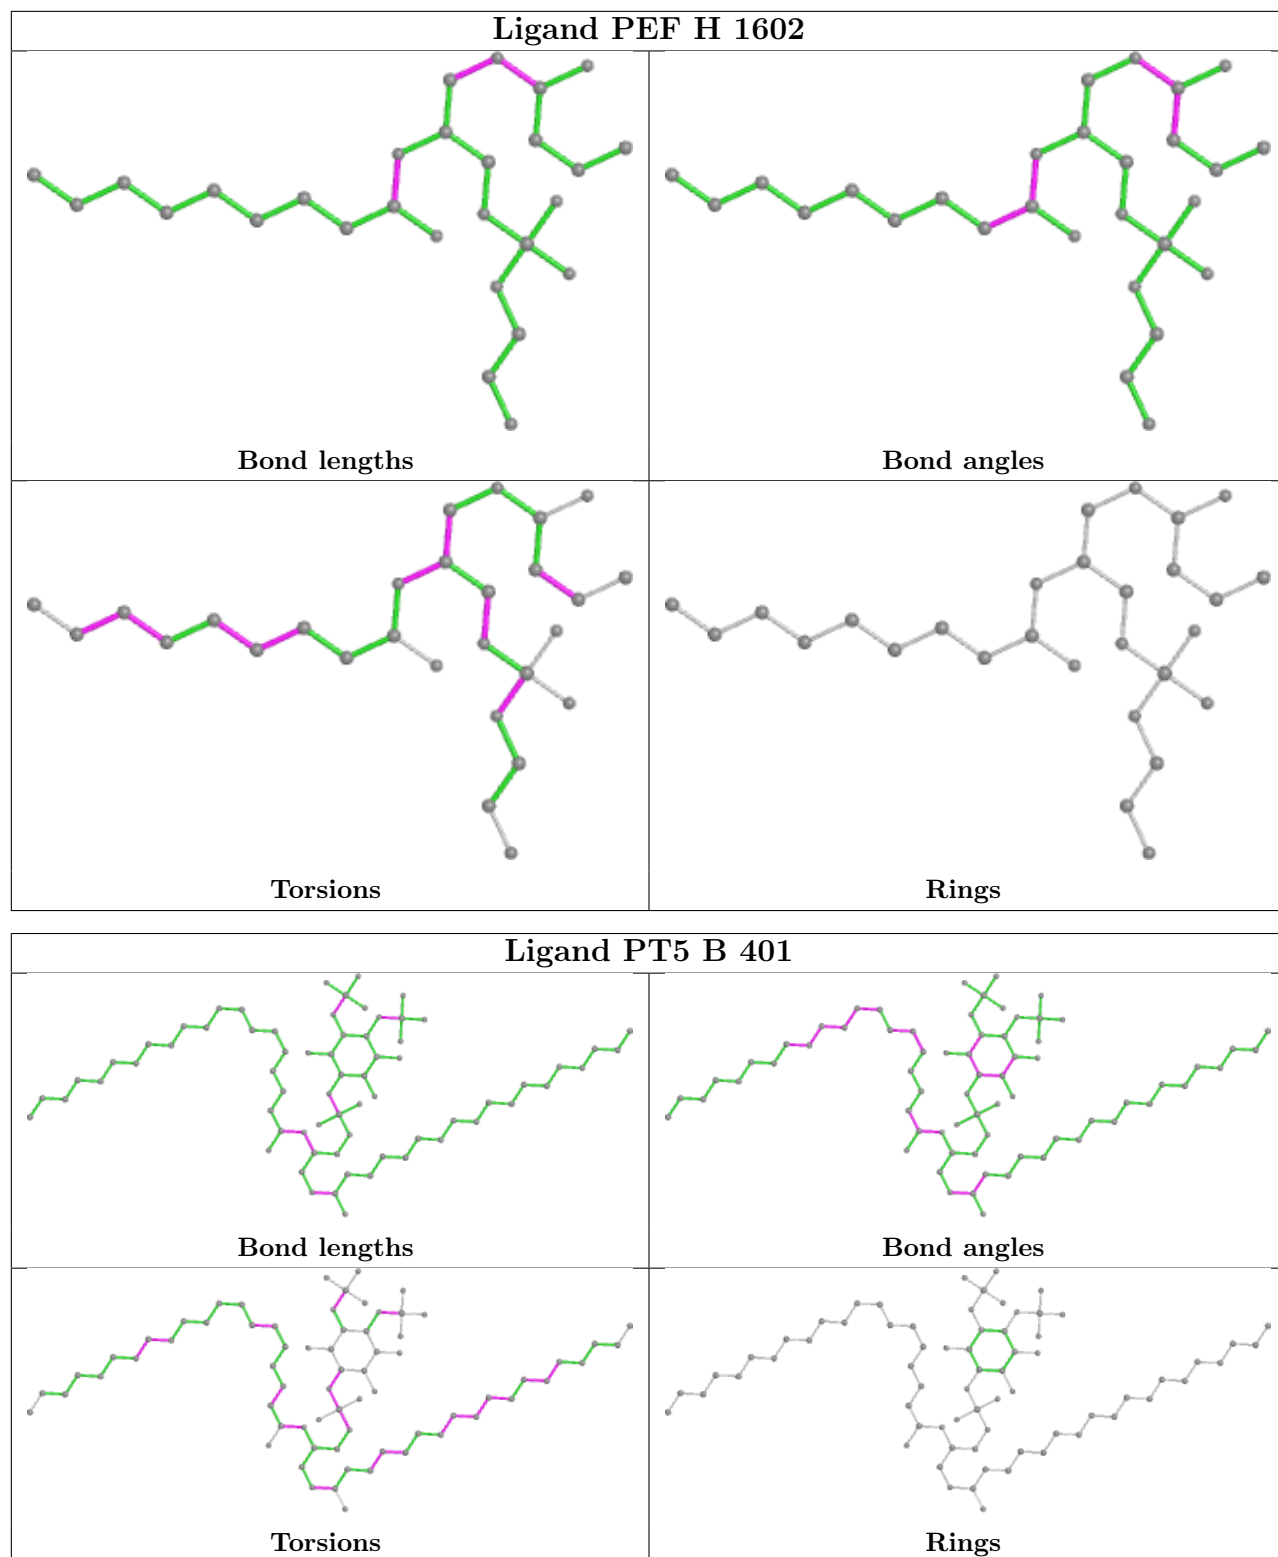 Ligand PEF H 1602
Bond lengths
Bond angles
Torsions
Rings
Ligand PT5 B 401
Bond lengths
Bond angles
Torsions
Rings